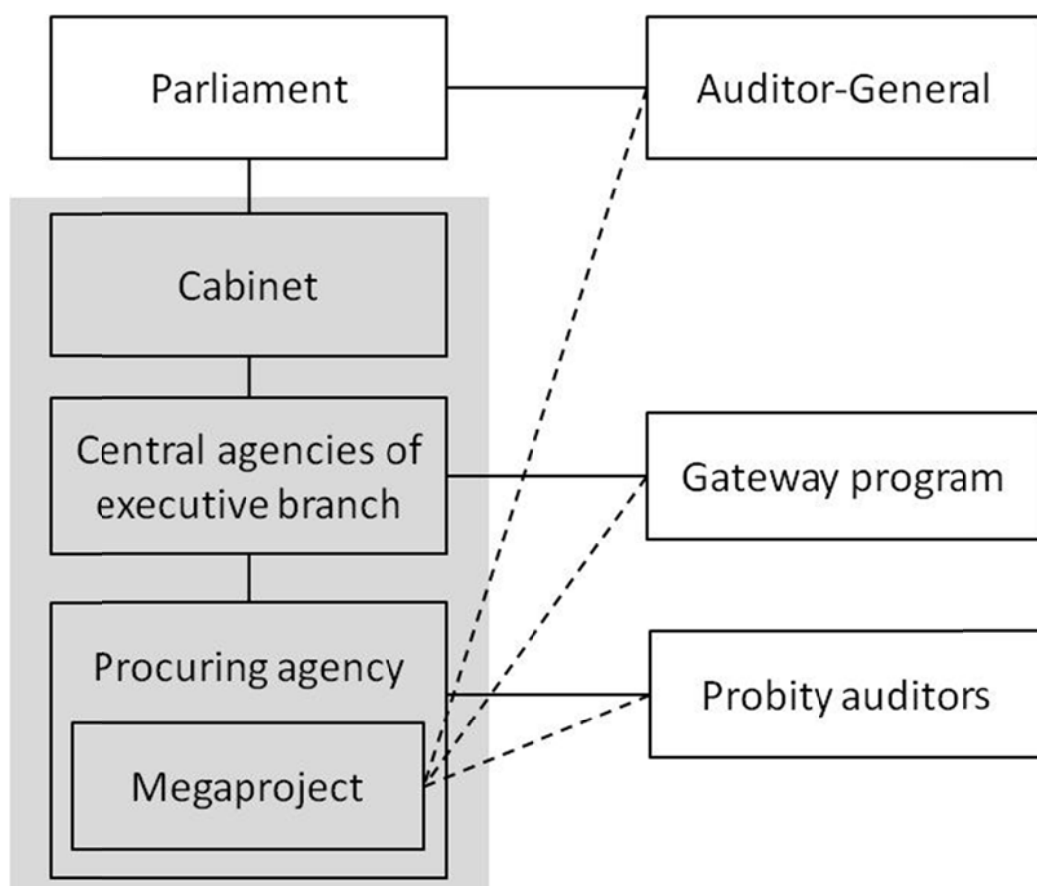 Parliament
Auditor-General
Cabinet
Central agencies of
executive branch
Gateway program
Procuring agency
Probity auditors
Megaproject